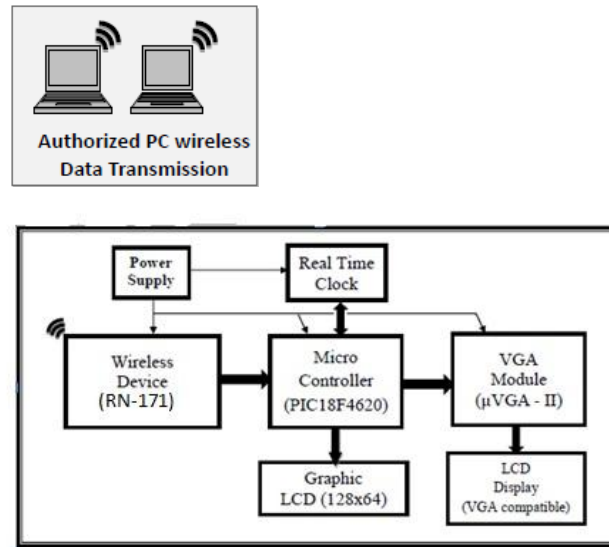 Authorized PC wireless
Data Transmission
Power
Supply
Real Time
Clock
Wireless
Device
(RN-171)
Micro
Controller
(PIC18F4620)
VGA
Module
(µVGA - II)
Graphic
LCD (128x64)
LCD
Display
(VGA compatible)